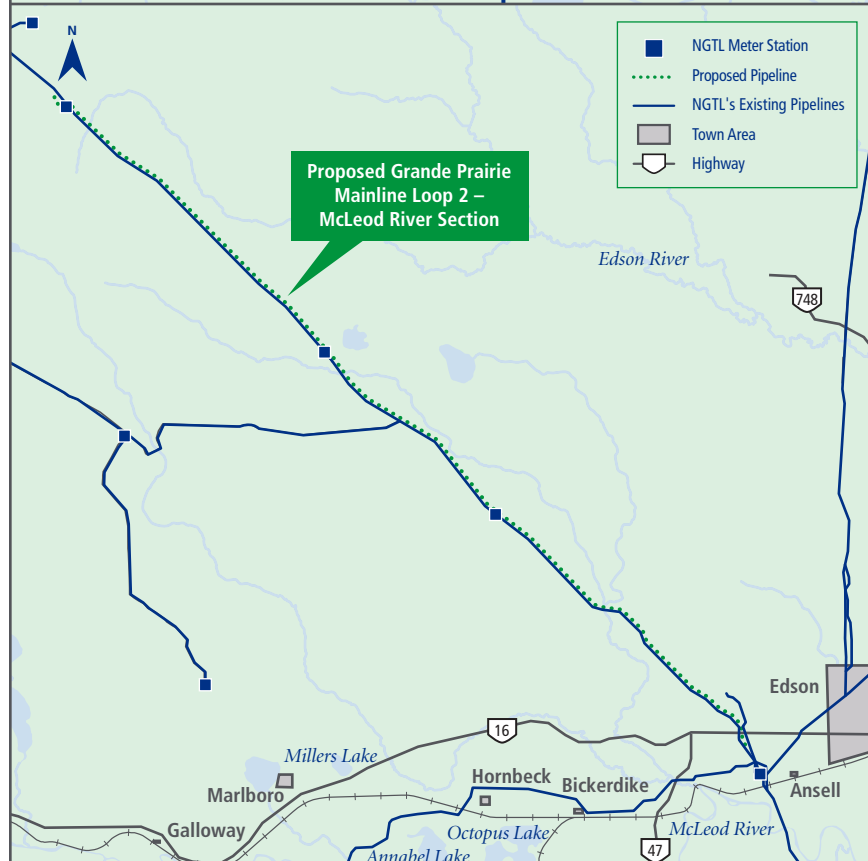 N
NGTL Meter Station
Proposed Pipeline
NGTL's Existing Pipelines
Town Area
Highway
Proposed Grande Prairie
Mainline Loop 2 –
McLeod River Section
Edson River
748
Edson
16
Millers Lake
Marlboro
Hornbeck
Bickerdike
Ansell
Galloway
Octopus Lake
McLeod River
47
Annabel Lake